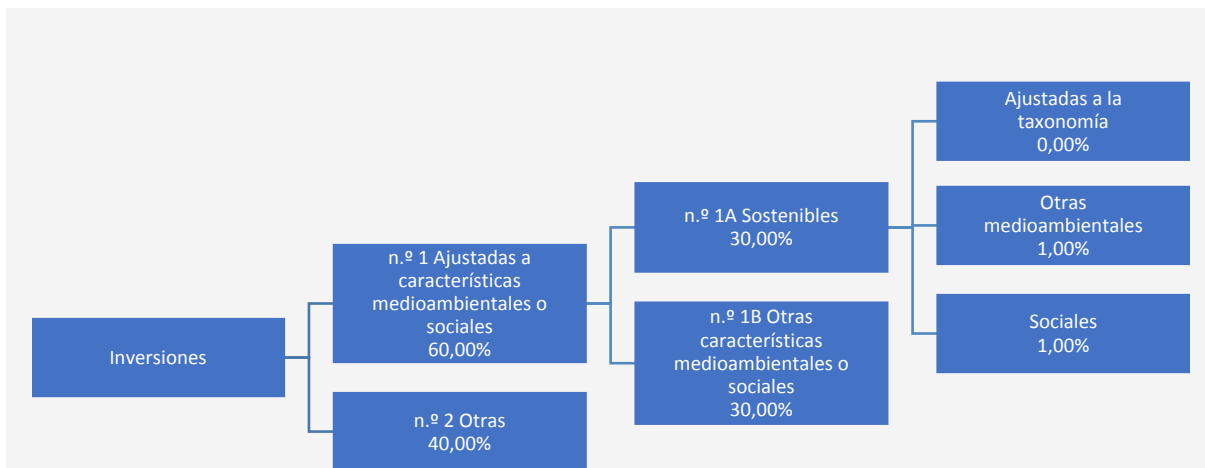 Inversiones
n.º 1 Ajustadas a
características
medioambientales o
sociales
60,00%
n.º 2 Otras
40,00%
n.º 1A Sostenibles
30,00%
n.º 1B Otras
características
medioambientales o
sociales
30,00%
Ajustadas a la
taxonomía
0,00%
Otras
medioambientales
1,00%
Sociales
1,00%